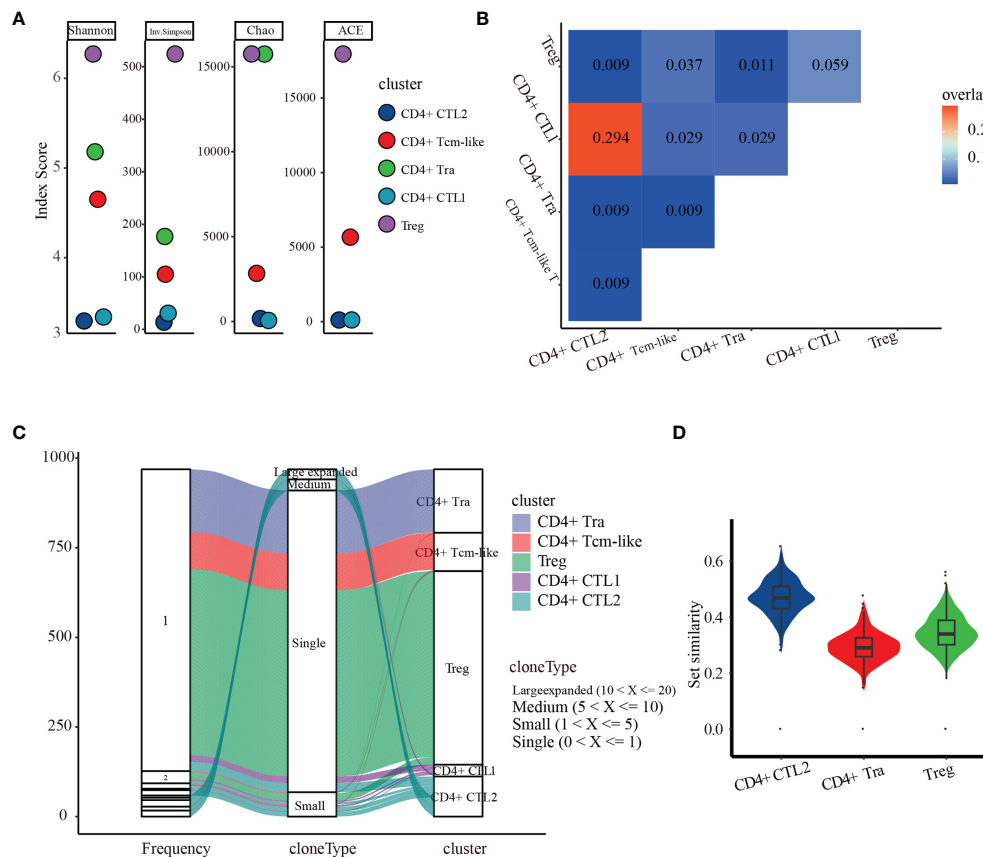 A
Shannon
Inv.Simpson
Chao
ACE
Index Score
6
5
4
3
500
400
300
200
100
0
15000
10000
5000
0
15000
10000
5000
0
cluster
CD4+ CTL2
CD4+ Tcm-like
CD4+ Tra
CD4+ CTL1
Treg
B
Treg
CD4+ CTL1
CD4+ Tra
CD4+ Tcm-like T
0.009 0.037 0.011 0.059
0.294 0.029 0.029
0.009 0.009
0.009
CD4+ CTL2
CD4+ Tcm-like
CD4+ Tra
CD4+ CTL1
Treg
overlap
0.2
0.1
C
1000
750
500
250
0
1
2
Large expanded
Medium
Single
Small
CD4+ Tra
CD4+ Tcm-like
Treg
CD4+ CTL1
CD4+ CTL2
Frequency
cloneType
cluster
cluster
CD4+ Tra
CD4+ Tcm-like
Treg
CD4+ CTL1
CD4+ CTL2
cloneType
Largeexpanded (10 < X <= 20)
Medium (5 < X <= 10)
Small (1 < X <= 5)
Single (0 < X <= 1)
D
Set similarity
0.6
0.4
0.2
0.0
CD4+ CTL2
CD4+ Tra
Treg